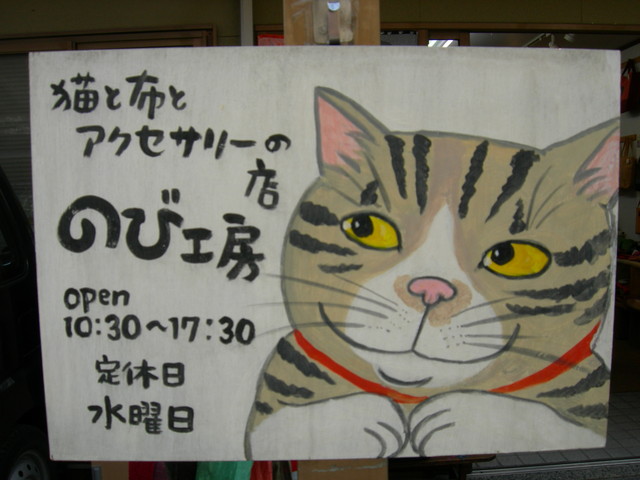 猫と布と
アクセサリーの
店
のび工房
open
10:30〜17:30
定休日
水曜日